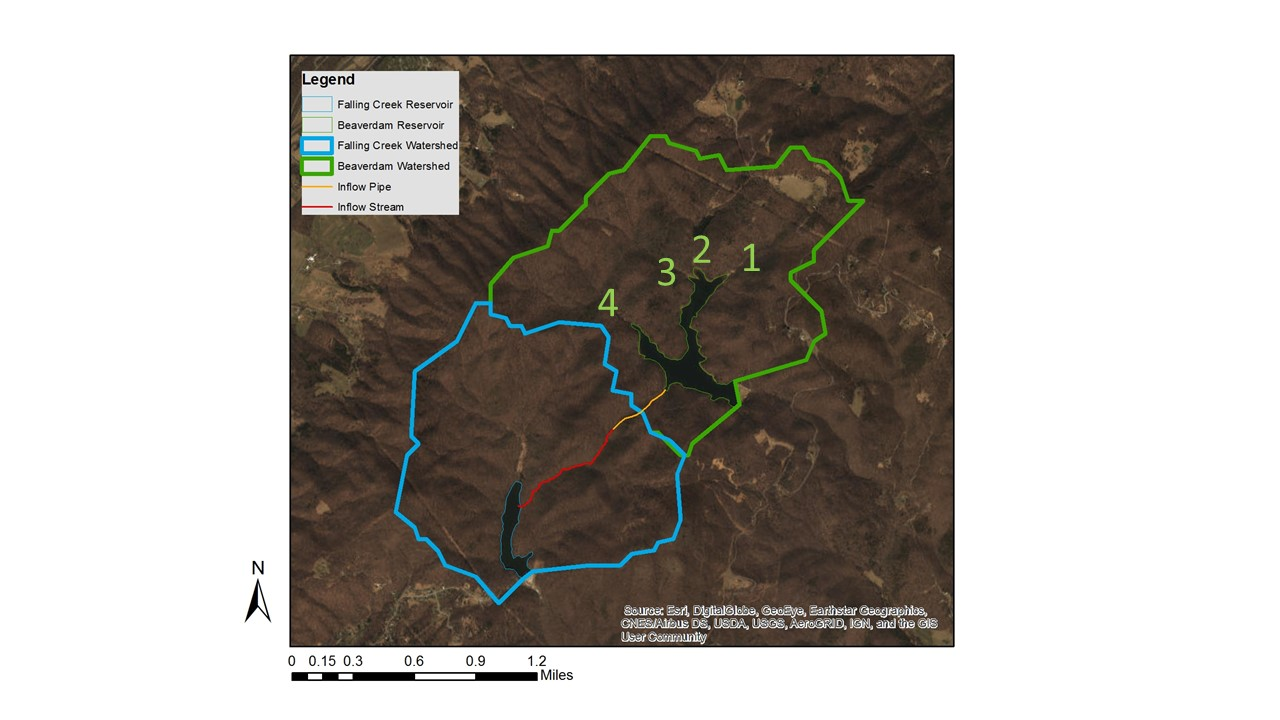 Legend
Falling Creek Reservoir
Beaverdam Reservoir
Falling Creek Watershed
Beaverdam Watershed
Inflow Pipe
Inflow Stream
1
2
3
4
N
Source: Esri, DigitalGlobe, GeoEye, Earthstar Geographics,
CNES/Airbus DS, USDA, USGS, AeroGRID, IGN, and the GIS
User Community
0 0.15 0.3 0.6 0.9 1.2
Miles